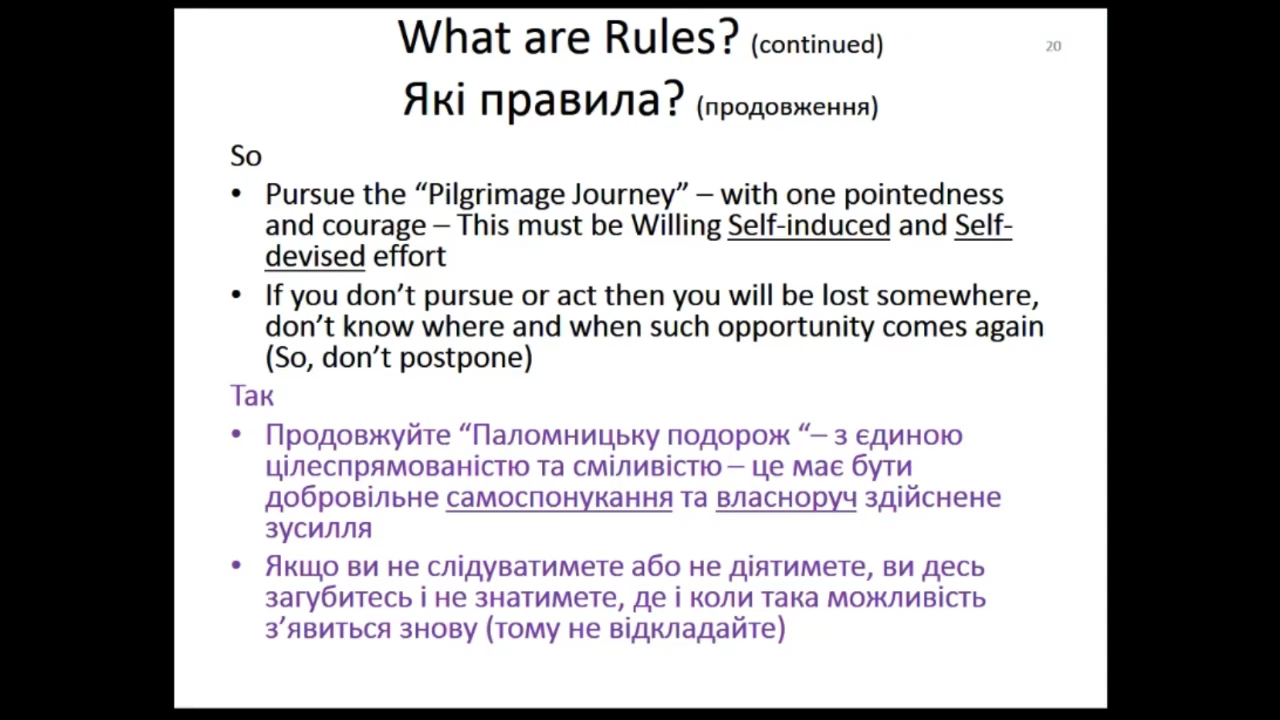 What are Rules? (continued)
20
Які правила? (продовження)
So
• Pursue the “Pilgrimage Journey” – with one pointedness
and courage – This must be Willing Self-induced and Self-
devised effort
• If you don’t pursue or act then you will be lost somewhere,
don’t know where and when such opportunity comes again
(So, don’t postpone)
Так
• Продовжуйте “Паломницьку подорож “– з єдиною
цілеспрямованістю та сміливістю – це має бути
добровільне самоспонукання та власноруч здійснене
зусилля
• Якщо ви не слідуватимете або не діятимете, ви десь
загубитесь і не знатимете, де і коли така можливість
з’явиться знову (тому не відкладайте)